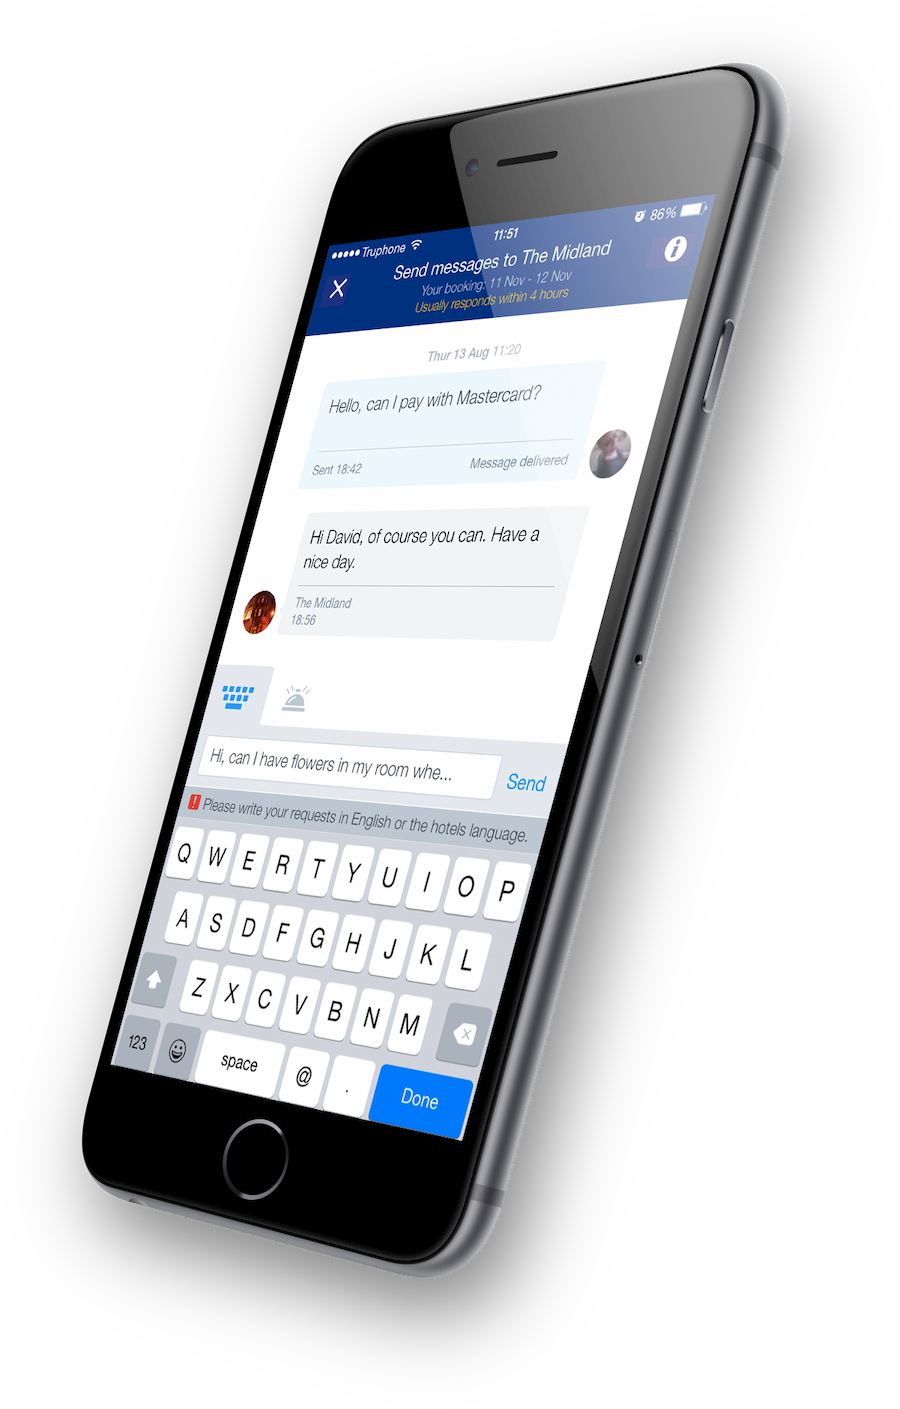 Truphone 11:51 86%
Send messages to The Midland
Your booking: 11 Nov - 12 Nov
Usually responds within 4 hours
Thur 13 Aug 11:20
Hello, can I pay with Mastercard?
Sent 18:42 Message delivered
Hi David, of course you can. Have a
nice day.
The Midland
18:56
Hi, can I have flowers in my room whe...
Send
! Please write your requests in English or the hotels language.
Q W E R T Y U I O P
A S D F G H J K L
Z X C V B N M
123 space @ . Done